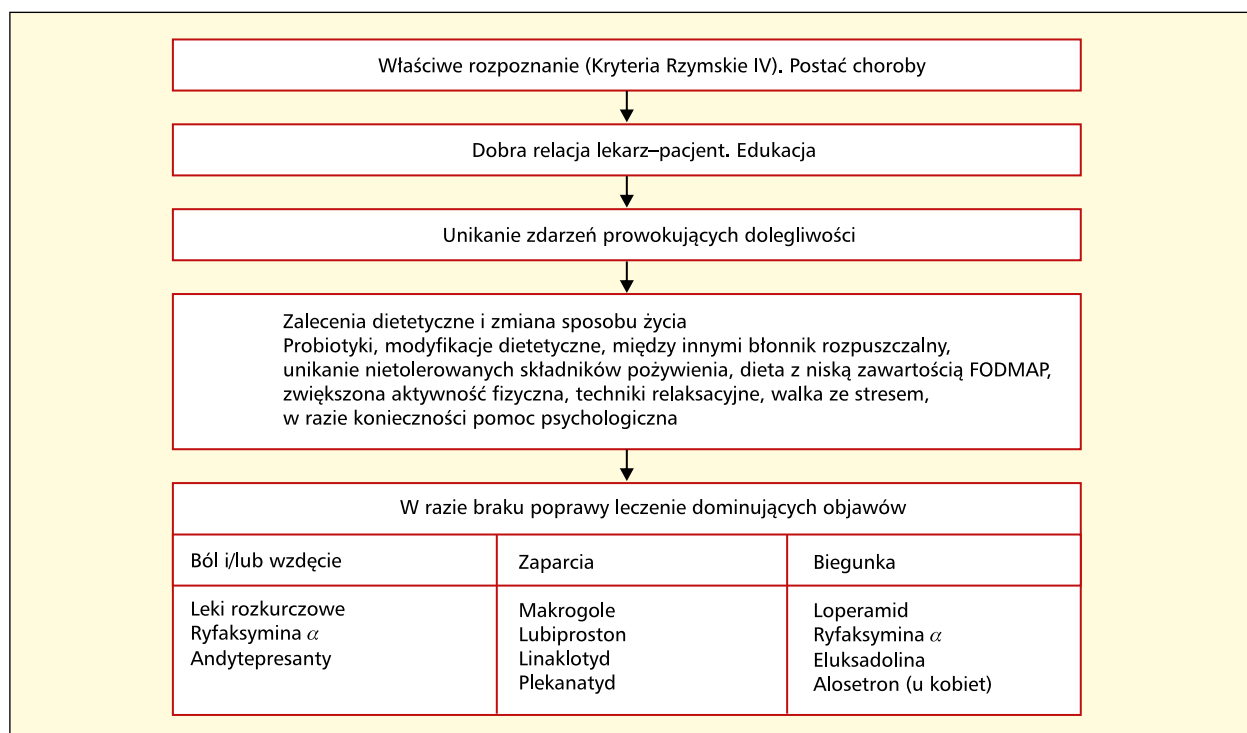 Właściwe rozpoznanie (Kryteria Rzymskie IV). Postać choroby
Dobra relacja lekarz–pacjent. Edukacja
Unikanie zdarzeń prowokujących dolegliwości
Zalecenia dietetyczne i zmiana sposobu życia
Probiotyki, modyfikacje dietetyczne, między innymi błonnik rozpuszczalny,
unikanie nietolerowanych składników pożywienia, dieta z niską zawartością FODMAP,
zwiększona aktywność fizyczna, techniki relaksacyjne, walka ze stresem,
w razie konieczności pomoc psychologiczna
W razie braku poprawy leczenie dominujących objawów
Ból i/lub wzdęcie
Leki rozkurczowe
Ryfaksymina α
Andytepresanty
Zaparcia
Makrogole
Lubiproston
Linaklotyd
Plekanatyd
Biegunka
Loperamid
Ryfaksymina α
Eluksadolina
Alosetron (u kobiet)